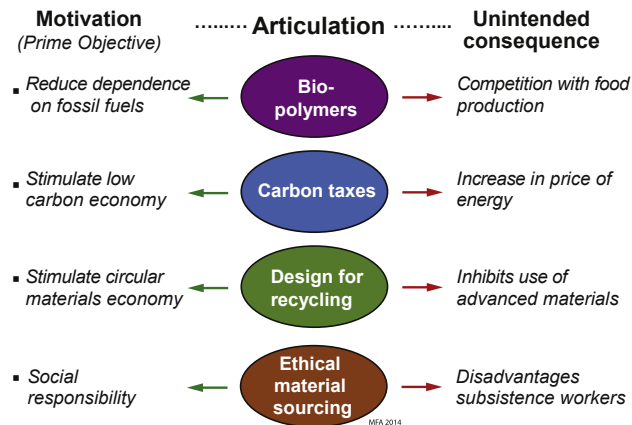 Motivation ......... Articulation ......... Unintended
(Prime Objective) consequence
▪ Reduce dependence
on fossil fuels
Bio-
polymers
Competition with food
production
▪ Stimulate low
carbon economy
Carbon taxes
Increase in price of
energy
▪ Stimulate circular
materials economy
Design for
recycling
Inhibits use of
advanced materials
▪ Social
responsibility
Ethical
material
sourcing
Disadvantages
subsistence workers
MFA 2014